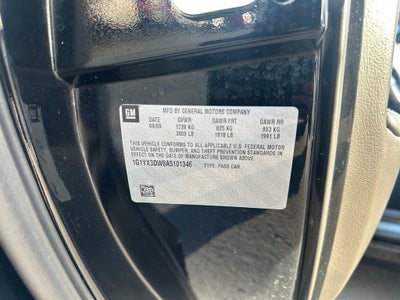 GM
MFD BY GENERAL MOTORS COMPANY
DATE GVWR GAWR FRT GAWR RR
09/09 1728 KG 825 KG 903 KG
3809 LB 1818 LB 1991 LB
THIS VEHICLE CONFORMS TO ALL APPLICABLE U.S. FEDERAL MOTOR
VEHICLE SAFETY, BUMPER, AND THEFT PREVENTION STANDARDS IN
EFFECT ON THE DATE OF MANUFACTURE SHOWN ABOVE.
1G1YX3DW8A5101346 TYPE: PASS CAR